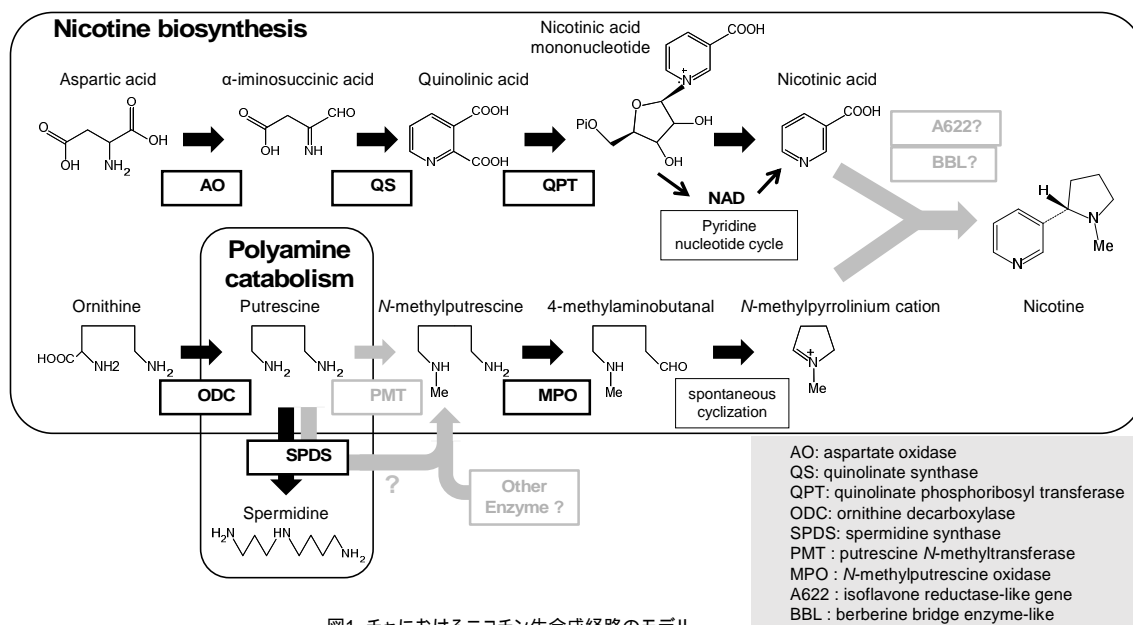 Nicotine biosynthesis
Aspartic acid
α-iminosuccinic acid
Quinolinic acid
Nicotinic acid
mononucleotide
Nicotinic acid
O
O
OH
OH
NH2
O
OH
CHO
NH
COOH
COOH
N
COOH
N
+
O
PiO
OH
OH
COOH
N
AO
QS
QPT
NAD
Pyridine
nucleotide cycle
A622?
BBL?
H
N
Me
N
Nicotine
Polyamine
catabolism
Ornithine
Putrescine
N-methylputrescine
4-methylaminobutanal
N-methylpyrrolinium cation
HOOC
NH2
NH2
NH2
NH2
NH
Me
NH2
NH
Me
CHO
+
N
Me
ODC
PMT
MPO
spontaneous
cyclization
SPDS
?
Other
Enzyme ?
Spermidine
H2N
HN
NH2
AO: aspartate oxidase
QS: quinolinate synthase
QPT: quinolinate phosphoribosyl transferase
ODC: ornithine decarboxylase
SPDS: spermidine synthase
PMT : putrescine N-methyltransferase
MPO : N-methylputrescine oxidase
A622 : isoflavone reductase-like gene
BBL : berberine bridge enzyme-like